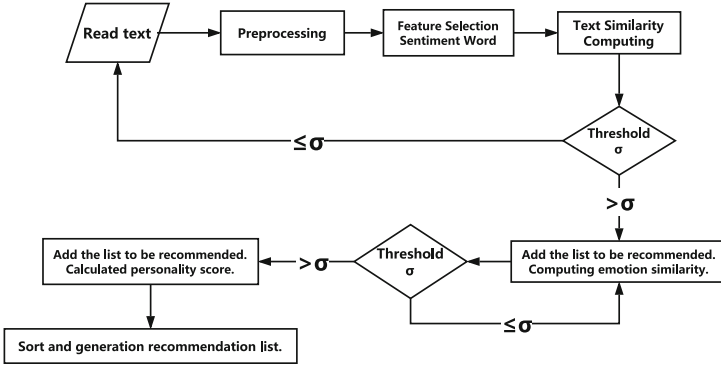 Read text
Preprocessing
Feature Selection
Sentiment Word
Text Similarity
Computing
≤σ
Threshold
σ
>σ
Add the list to be recommended.
Calculated personality score.
>σ
Threshold
σ
Add the list to be recommended.
Computing emotion similarity.
≤σ
Sort and generation recommendation list.